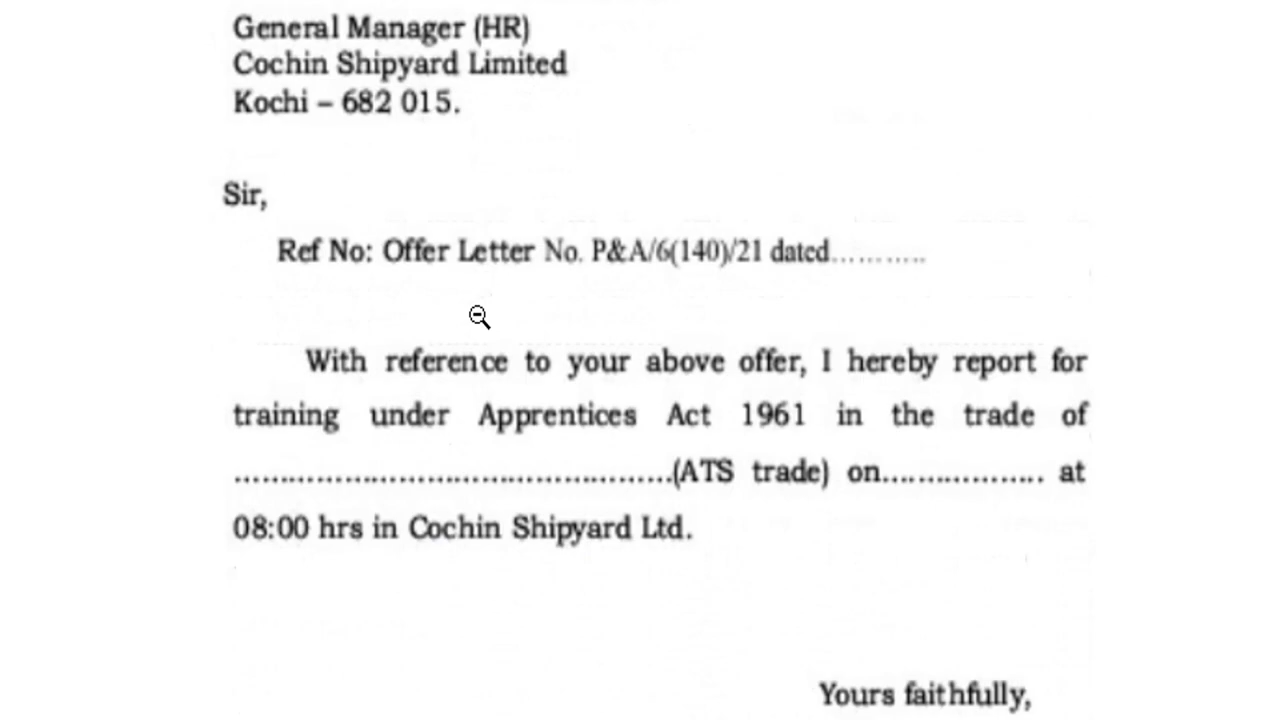 General Manager (HR)
Cochin Shipyard Limited
Kochi – 682 015.
Sir,
Ref No: Offer Letter No. P&A/6(140)/21 dated...........
With reference to your above offer, I hereby report for
training under Apprentices Act 1961 in the trade of
................................................(ATS trade) on.................. at
08:00 hrs in Cochin Shipyard Ltd.
Yours faithfully,